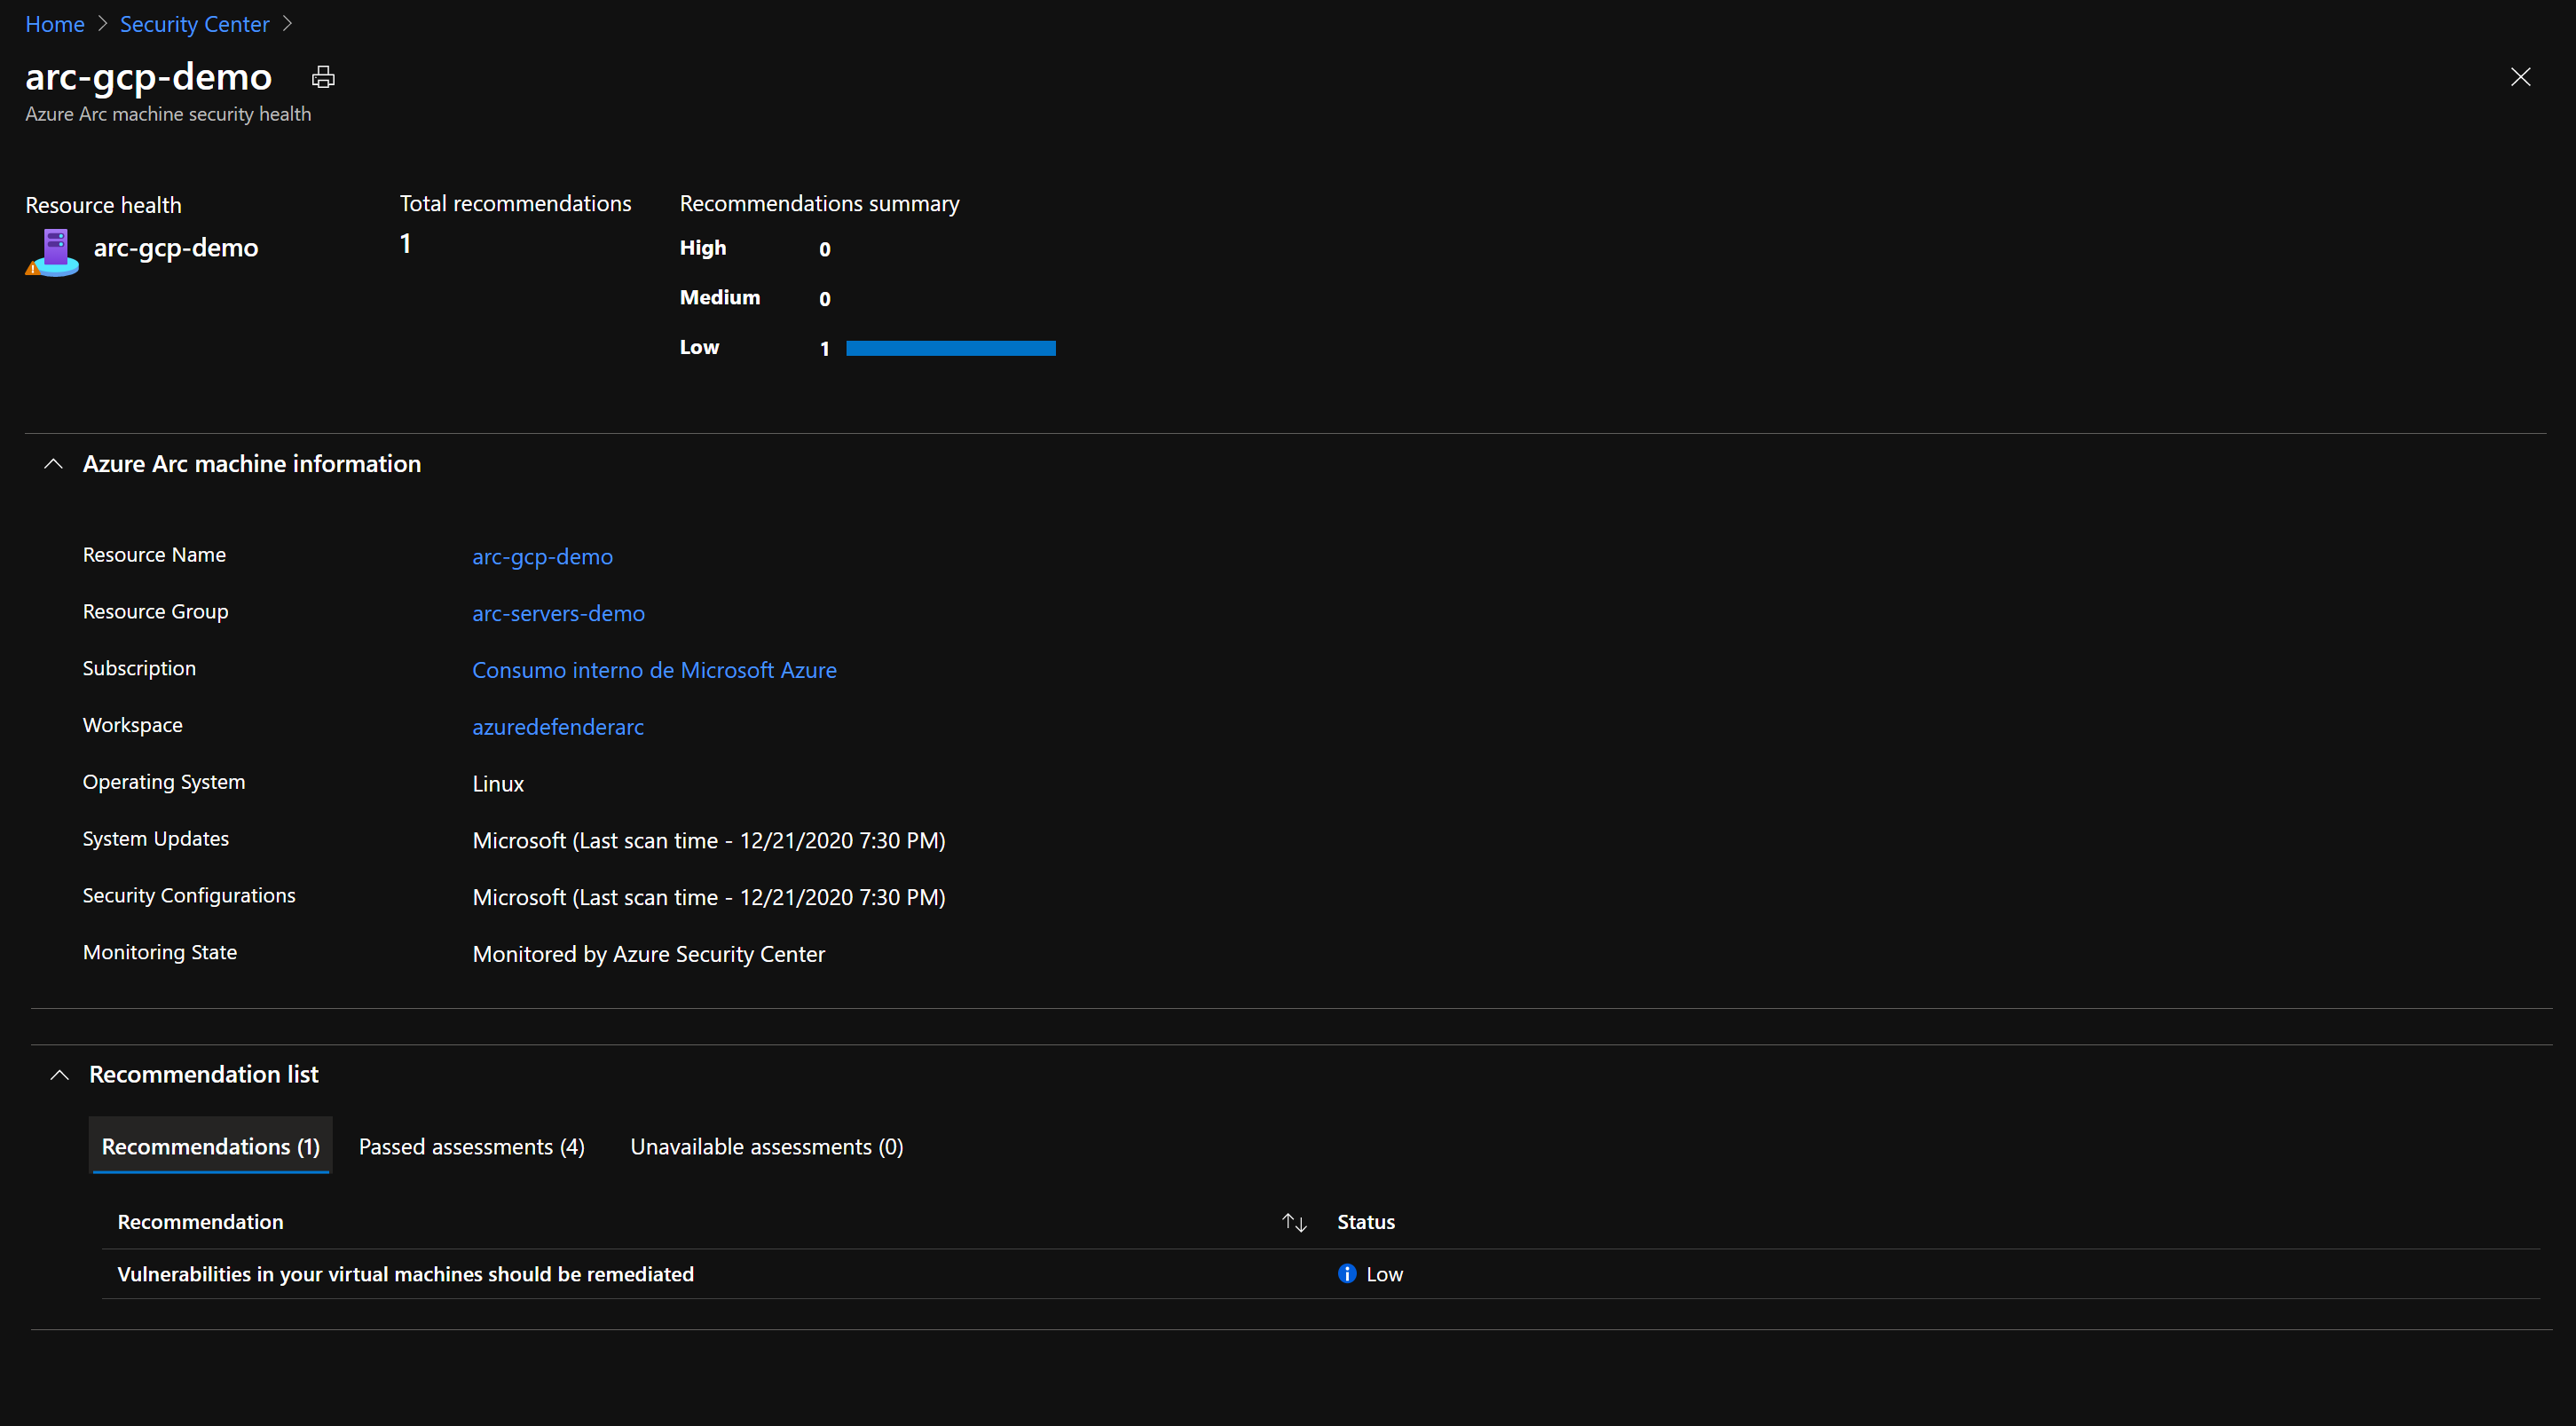 Home > Security Center >
arc-gcp-demo
Azure Arc machine security health
Resource health
arc-gcp-demo
Total recommendations
1
Recommendations summary
High 0
Medium 0
Low 1
Azure Arc machine information
Resource Name arc-gcp-demo
Resource Group arc-servers-demo
Subscription Consumo interno de Microsoft Azure
Workspace azuredefenderarc
Operating System Linux
System Updates Microsoft (Last scan time - 12/21/2020 7:30 PM)
Security Configurations Microsoft (Last scan time - 12/21/2020 7:30 PM)
Monitoring State Monitored by Azure Security Center
Recommendation list
Recommendations (1) Passed assessments (4) Unavailable assessments (0)
Recommendation Status
Vulnerabilities in your virtual machines should be remediated Low